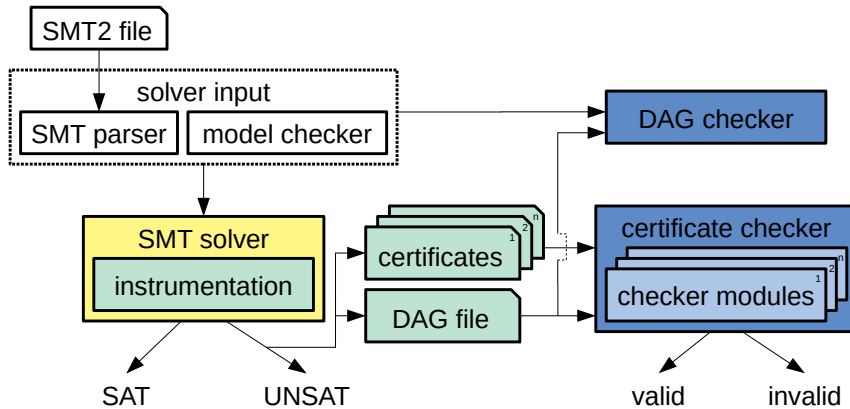 SMT2 file
solver input
SMT parser
model checker
DAG checker
SMT solver
instrumentation
n
2
1
certificates
DAG file
certificate checker
n
2
1
checker modules
SAT
UNSAT
valid
invalid